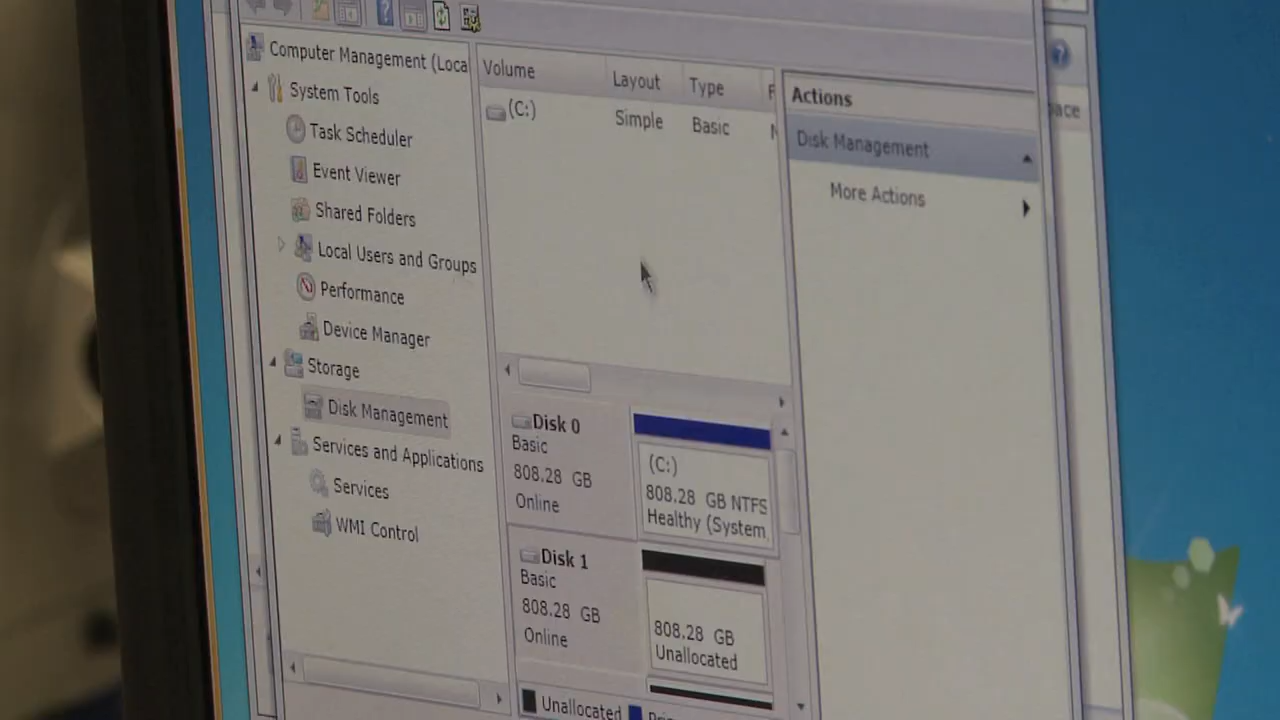 Computer Management (Loca
System Tools
Task Scheduler
Event Viewer
Shared Folders
Local Users and Groups
Performance
Device Manager
Storage
Disk Management
Services and Applications
Services
WMI Control
Volume Layout Type F
(C:) Simple Basic N
Disk 0
Basic
808.28 GB
Online
(C:)
808.28 GB NTFS
Healthy (System,
Disk 1
Basic
808.28 GB
Online
808.28 GB
Unallocated
Unallocated
Actions
Disk Management
More Actions